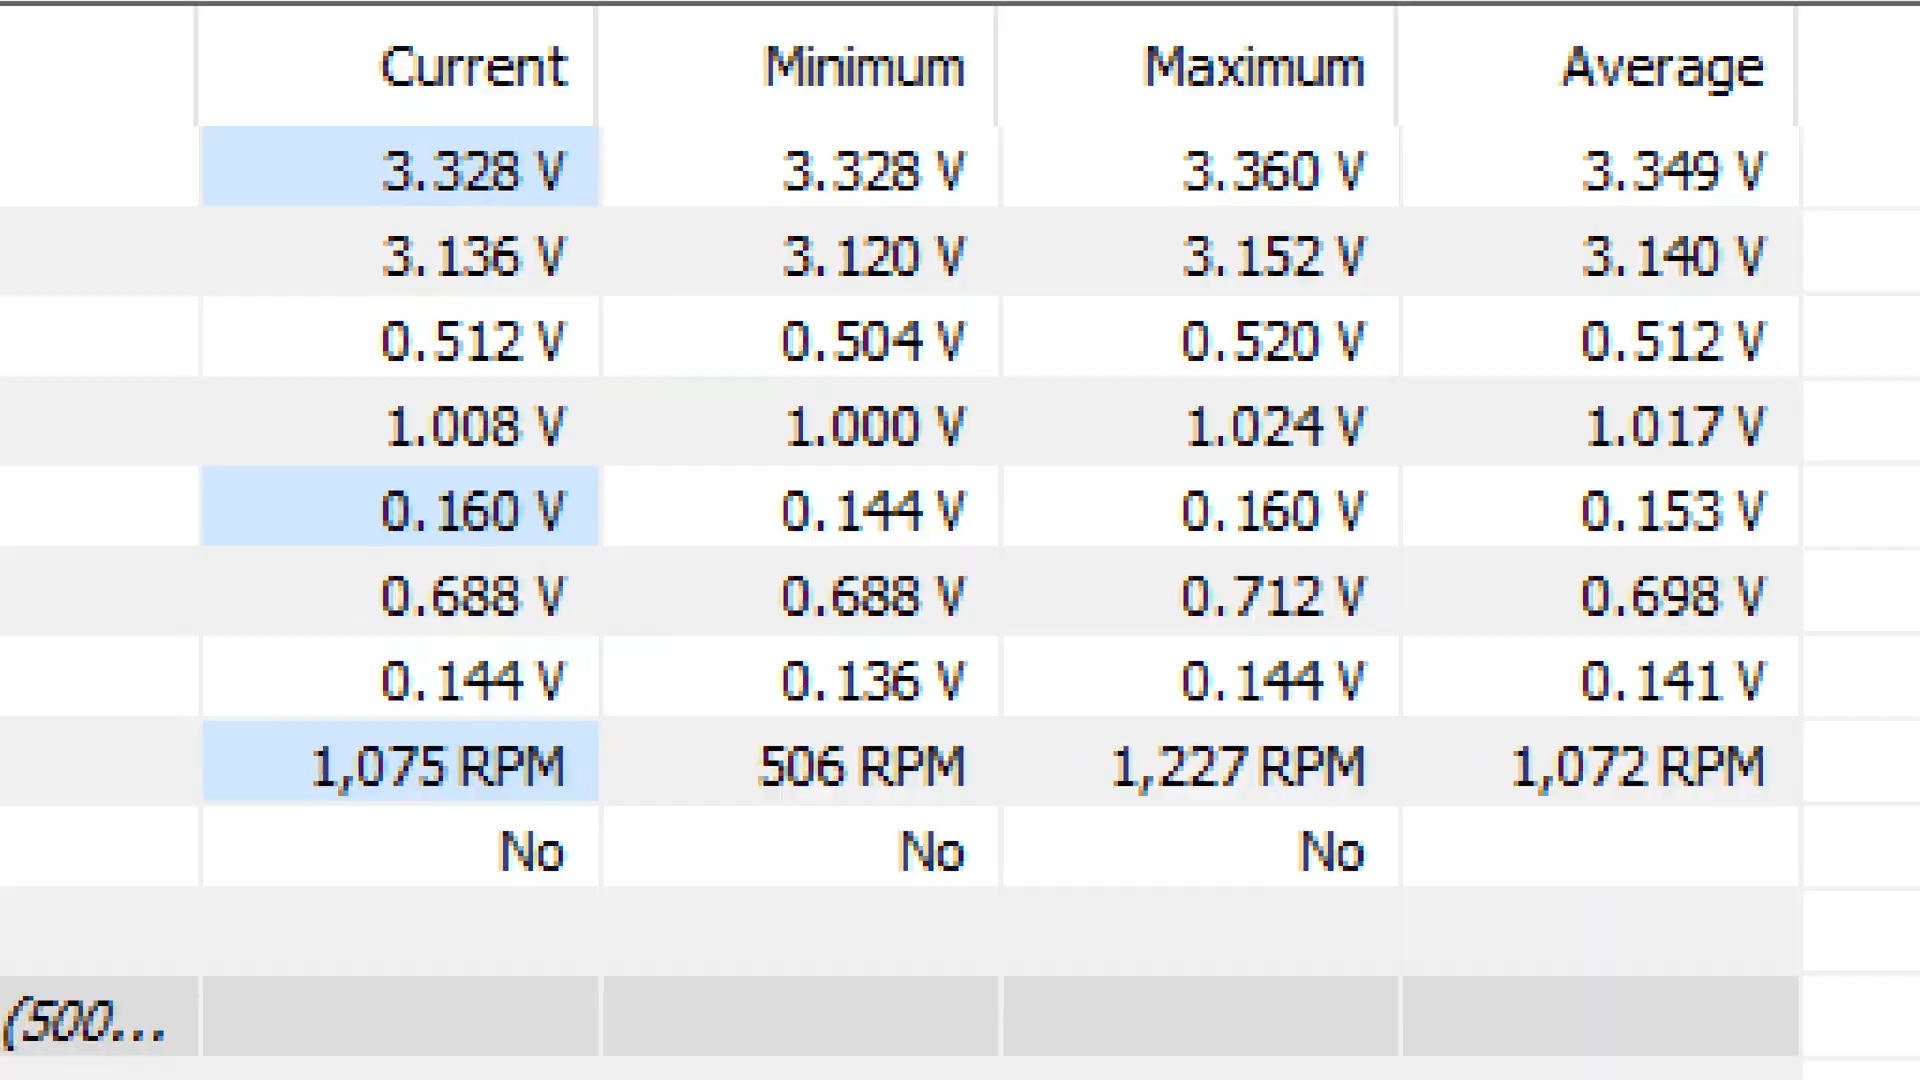 Current Minimum Maximum Average
3.328 V 3.328 V 3.360 V 3.349 V
3.136 V 3.120 V 3.152 V 3.140 V
0.512 V 0.504 V 0.520 V 0.512 V
1.008 V 1.000 V 1.024 V 1.017 V
0.160 V 0.144 V 0.160 V 0.153 V
0.688 V 0.688 V 0.712 V 0.698 V
0.144 V 0.136 V 0.144 V 0.141 V
1,075 RPM 506 RPM 1,227 RPM 1,072 RPM
No No No
(500...